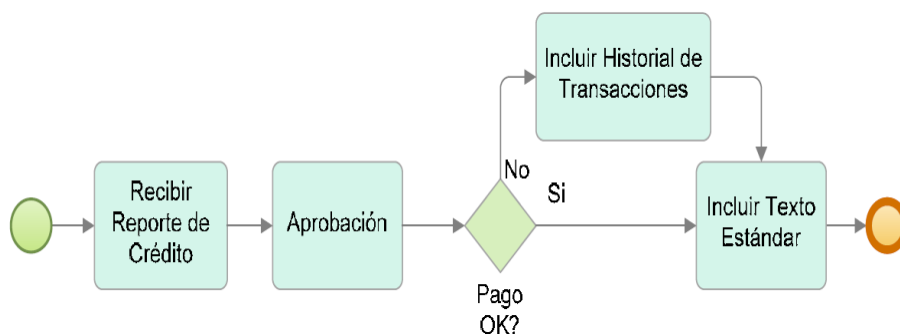 Recibir
Reporte de
Crédito
Aprobación
Pago
OK?
No
Si
Incluir Historial de
Transacciones
Incluir Texto
Estándar